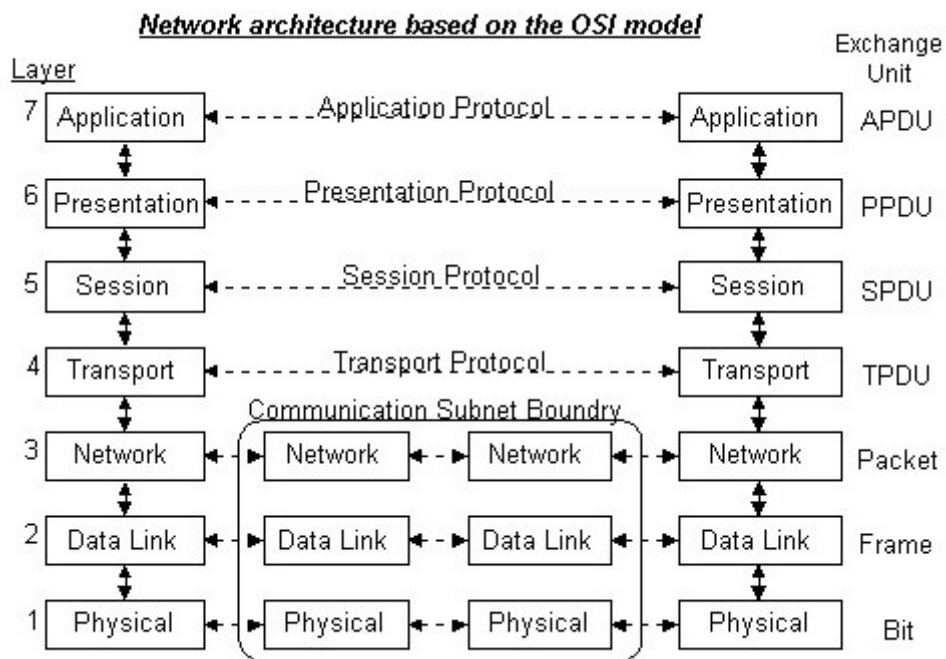 Network architecture based on the OSI model
Exchange
Unit
Layer
7 Application Application Protocol Application APDU
6 Presentation Presentation Protocol Presentation PPDU
5 Session Session Protocol Session SPDU
4 Transport Transport Protocol Transport TPDU
Communication Subnet Boundry
3 Network Network Network Network Packet
2 Data Link Data Link Data Link Data Link Frame
1 Physical Physical Physical Physical Bit